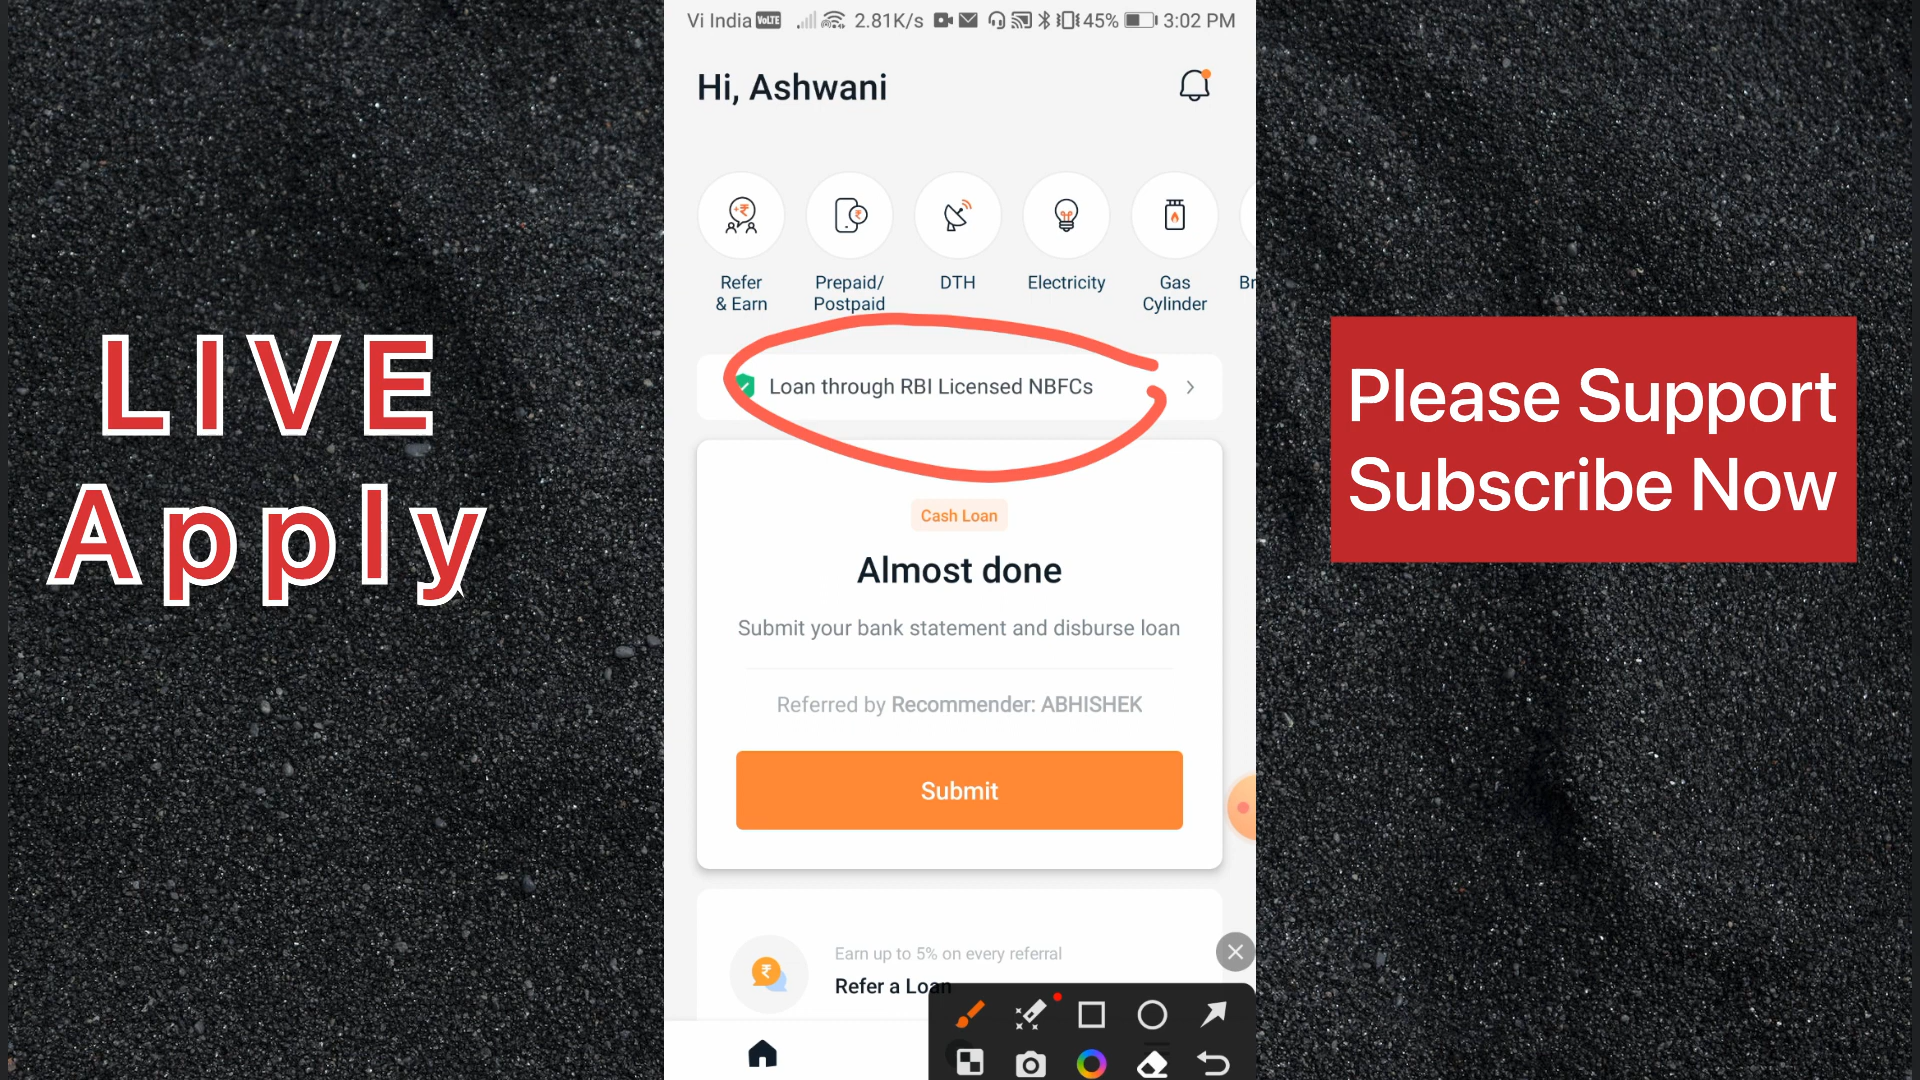 LIVE
Apply
Vi India VoLTE 2.81K/s 45% 3:02 PM
Hi, Ashwani
Refer
& Earn
Prepaid/
Postpaid
DTH
Electricity
Gas
Cylinder
Br
Loan through RBI Licensed NBFCs
Cash Loan
Almost done
Submit your bank statement and disburse loan
Referred by Recommender: ABHISHEK
Submit
Earn up to 5% on every referral
Refer a Loan
Please Support
Subscribe Now